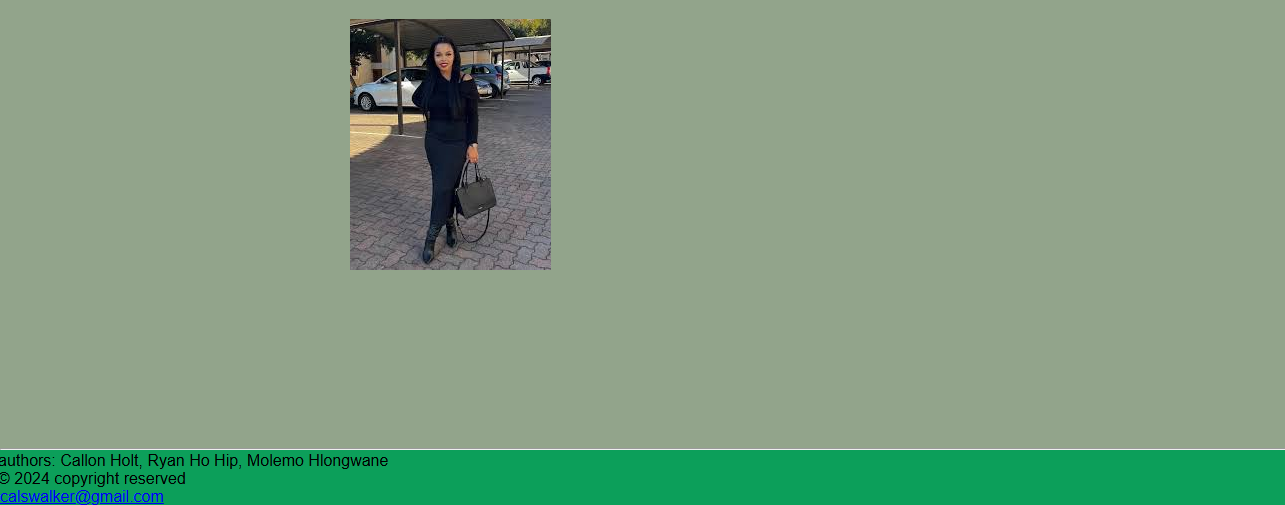 authors: Callon Holt, Ryan Ho Hip, Molemo Hlongwane
© 2024 copyright reserved
calswalker@gmail.com